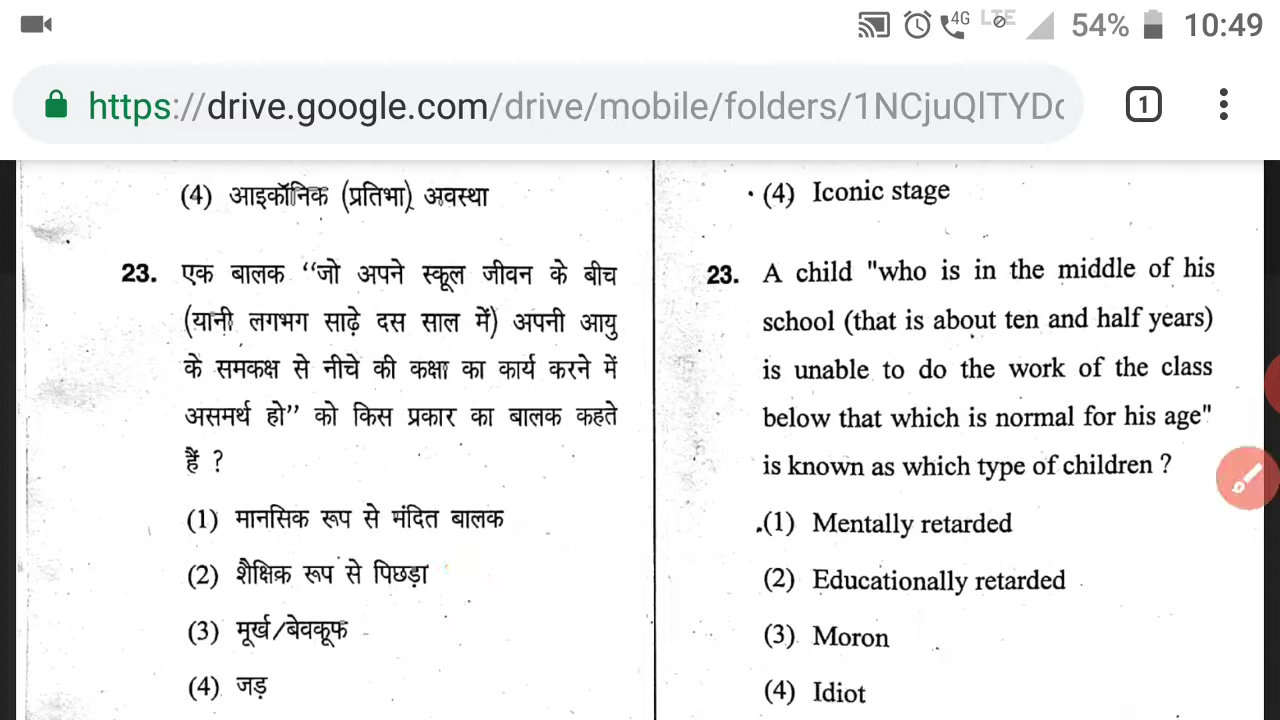 4G LTE 54% 10:49
https://drive.google.com/drive/mobile/folders/1NCjuQlTYDc 1
(4) आइकॉनिक (प्रतिभा) अवस्था
23. एक बालक ‘‘जो अपने स्कूल जीवन के बीच
(यानी लगभग साढ़े दस साल में) अपनी आयु
के समकक्ष से नीचे की कक्षा का कार्य करने में
असमर्थ हो’’ को किस प्रकार का बालक कहते
हैं ?
(1) मानसिक रूप से मंदित बालक
(2) शैक्षिक रूप से पिछड़ा
(3) मूर्ख/बेवकूफ
(4) जड़
(4) Iconic stage
23. A child "who is in the middle of his
school (that is about ten and half years)
is unable to do the work of the class
below that which is normal for his age"
is known as which type of children ?
(1) Mentally retarded
(2) Educationally retarded
(3) Moron
(4) Idiot